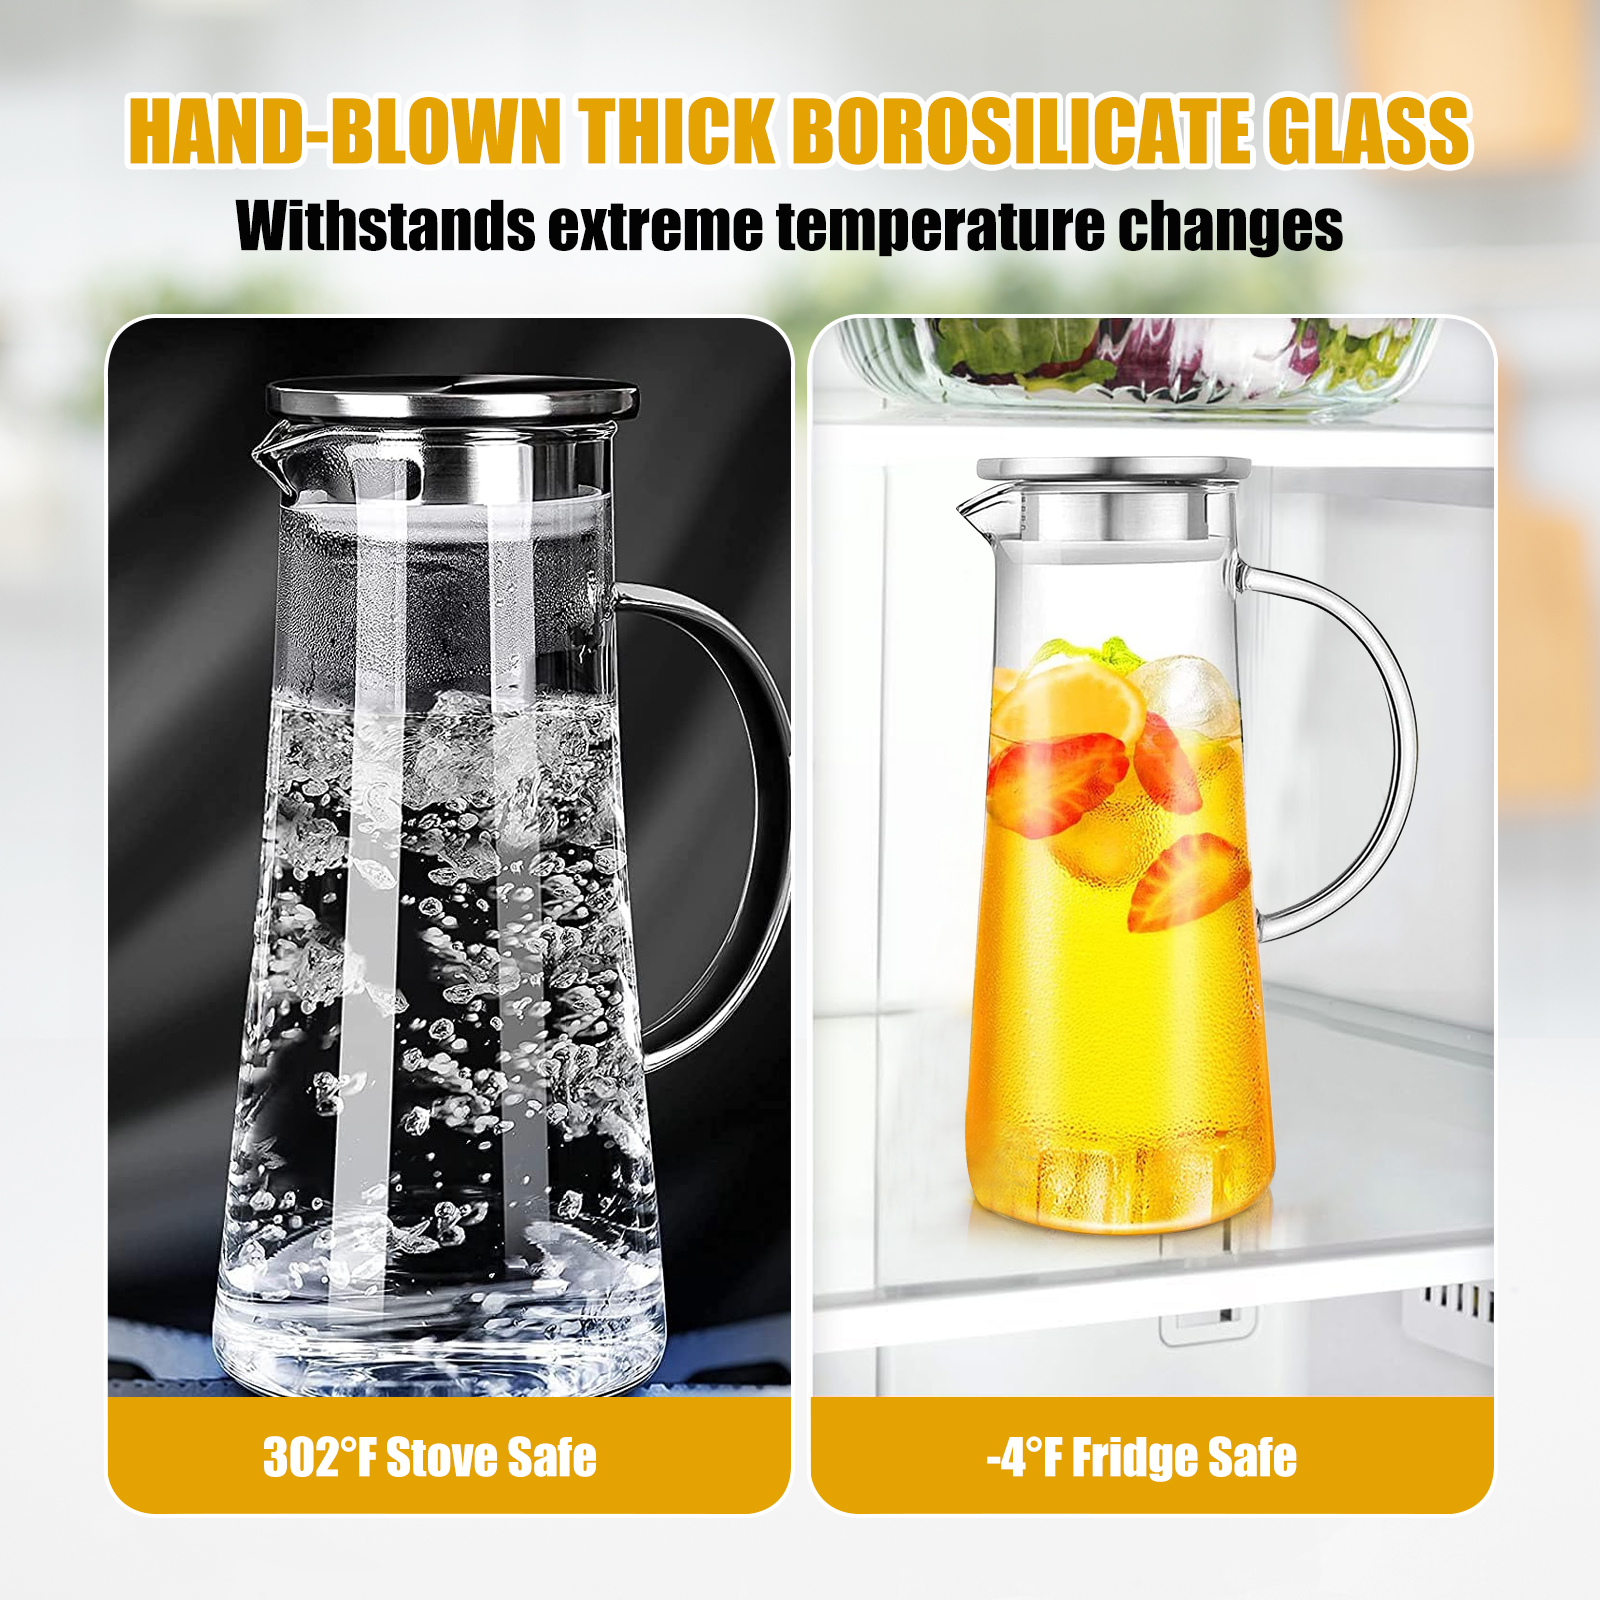 HAND-BLOWN THICK BOROSILICATE GLASS
Withstands extreme temperature changes
302°F Stove Safe
-4°F Fridge Safe